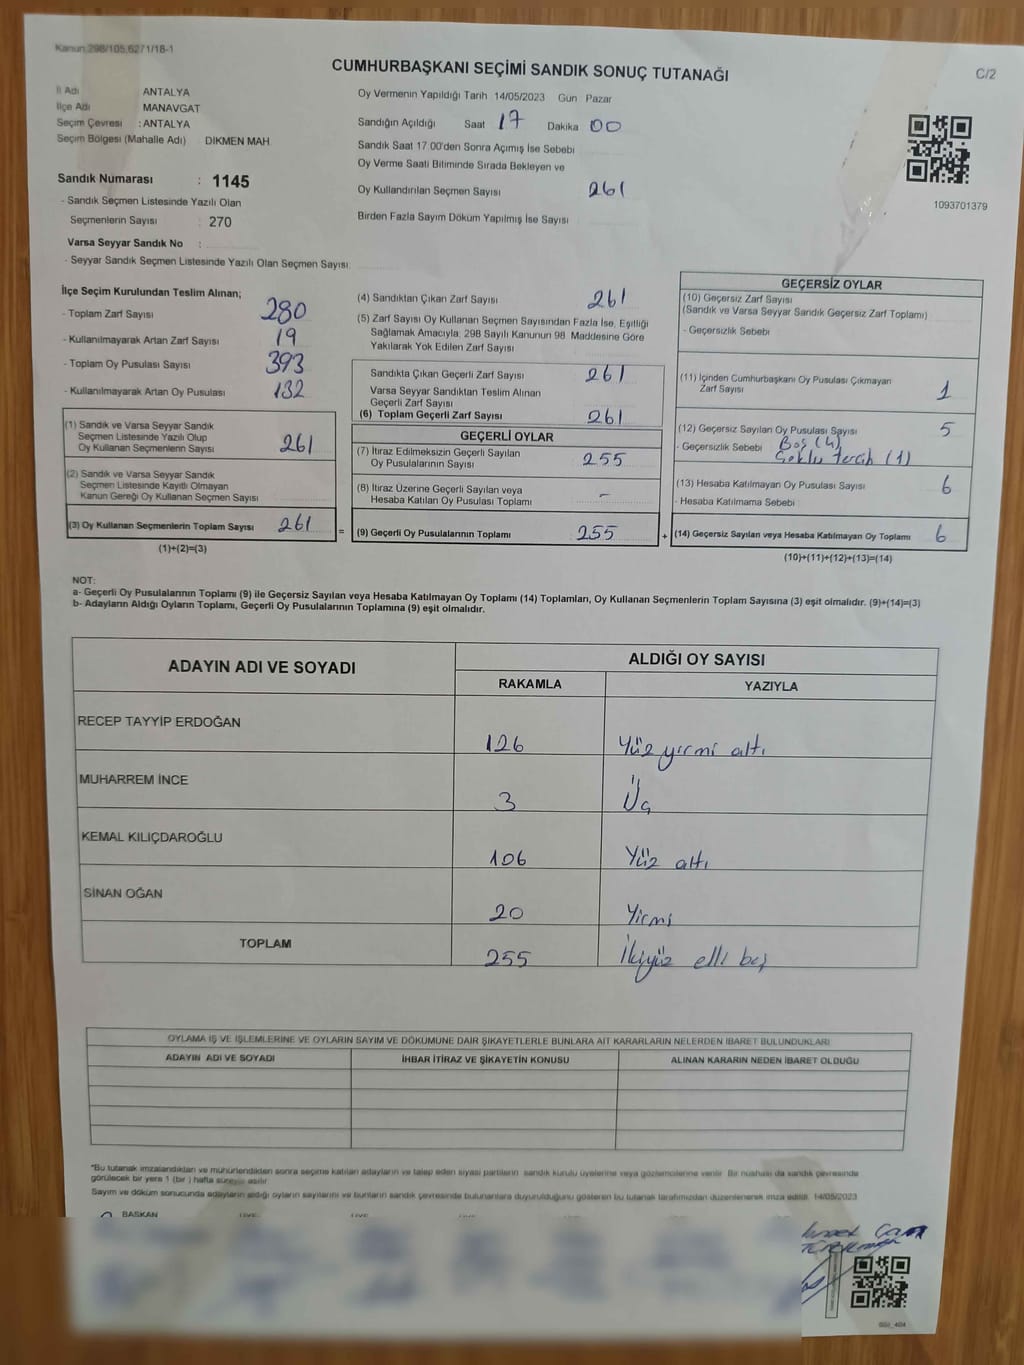 Kanun:298/105,6271/18-1
CUMHURBAŞKANI SEÇİMİ SANDIK SONUÇ TUTANAĞI
C/2
İl Adı ANTALYA
İlçe Adı MANAVGAT
Seçim Çevresi : ANTALYA
Seçim Bölgesi (Mahalle Adı) DİKMEN MAH.
Sandık Numarası : 1145
- Sandık Seçmen Listesinde Yazılı Olan
Seçmenlerin Sayısı : 270
Varsa Seyyar Sandık No :
- Seyyar Sandık Seçmen Listesinde Yazılı Olan Seçmen Sayısı:
Oy Vermenin Yapıldığı Tarih 14/05/2023 Gün Pazar
Sandığın Açıldığı Saat 17 Dakika 00
Sandık Saat 17.00'den Sonra Açımış İse Sebebi
Oy Verme Saati Bitiminde Sırada Bekleyen ve
Oy Kullandırılan Seçmen Sayısı 261
Birden Fazla Sayım Döküm Yapılmış İse Sayısı
1093701379
İlçe Seçim Kurulundan Teslim Alınan;
- Toplam Zarf Sayısı 280
- Kullanılmayarak Artan Zarf Sayısı 19
- Toplam Oy Pusulası Sayısı 393
- Kullanılmayarak Artan Oy Pusulası 132
(1) Sandık ve Varsa Seyyar Sandık
Seçmen Listesinde Yazılı Olup
Oy Kullanan Seçmenlerin Sayısı 261
(2) Sandık ve Varsa Seyyar Sandık
Seçmen Listesinde Kayıtlı Olmayan
Kanun Gereği Oy Kullanan Seçmen Sayısı
(3) Oy Kullanan Seçmenlerin Toplam Sayısı 261
(1)+(2)=(3)
=
(4) Sandıktan Çıkan Zarf Sayısı 261
(5) Zarf Sayısı Oy Kullanan Seçmen Sayısından Fazla İse, Eşitliği
Sağlamak Amacıyla; 298 Sayılı Kanunun 98. Maddesine Göre
Yakılarak Yok Edilen Zarf Sayısı
Sandıkta Çıkan Geçerli Zarf Sayısı 261
Varsa Seyyar Sandıktan Teslim Alınan
Geçerli Zarf Sayısı
(6) Toplam Geçerli Zarf Sayısı 261
GEÇERLİ OYLAR
(7) İtiraz Edilmeksizin Geçerli Sayılan
Oy Pusulalarının Sayısı 255
(8) İtiraz Üzerine Geçerli Sayılan veya
Hesaba Katılan Oy Pusulası Toplamı -
(9) Geçerli Oy Pusulalarının Toplamı 255
+
GEÇERSİZ OYLAR
(10) Geçersiz Zarf Sayısı
(Sandık ve Varsa Seyyar Sandık Geçersiz Zarf Toplamı)
- Geçersizlik Sebebi
(11) İçinden Cumhurbaşkanı Oy Pusulası Çıkmayan
Zarf Sayısı 1
(12) Geçersiz Sayılan Oy Pusulası Sayısı 5
- Geçersizlik Sebebi Boş (4)
Çoklu tercih (1)
(13) Hesaba Katılmayan Oy Pusulası Sayısı 6
- Hesaba Katılmama Sebebi
(14) Geçersiz Sayılan veya Hesaba Katılmayan Oy Toplamı 6
(10)+(11)+(12)+(13)=(14)
NOT:
a- Geçerli Oy Pusulalarının Toplamı (9) ile Geçersiz Sayılan veya Hesaba Katılmayan Oy Toplamı (14) Toplamları, Oy Kullanan Seçmenlerin Toplam Sayısına (3) eşit olmalıdır. (9)+(14)=(3)
b- Adayların Aldığı Oyların Toplamı, Geçerli Oy Pusulalarının Toplamına (9) eşit olmalıdır.
ADAYIN ADI VE SOYADI
ALDIĞI OY SAYISI
RAKAMLA YAZIYLA
RECEP TAYYİP ERDOĞAN 126 Yüz yirmi altı
MUHARREM İNCE 3 Üç
KEMAL KILIÇDAROĞLU 106 Yüz altı
SİNAN OĞAN 20 Yirmi
TOPLAM 255 İkiyüz elli beş
OYLAMA İŞ VE İŞLEMLERİNE VE OYLARIN SAYIM VE DÖKÜMÜNE DAİR ŞİKAYETLERLE BUNLARA AİT KARARLARIN NELERDEN İBARET BULUNDUKLARI
ADAYIN ADI VE SOYADI İHBAR İTİRAZ VE ŞİKAYETİN KONUSU ALINAN KARARIN NEDEN İBARET OLDUĞU
"Bu tutanak imzalandıktan ve mühürlendikten sonra seçime katılan adayların ve talep eden siyasi partilerin sandık kurulu üyelerine veya gözlemcilerine verilir. Bir nüshası da sandık çevresinde
görülecek bir yere 1 (bir) hafta süreyle asılır.
Sayım ve döküm sonucunda adayların aldığı oyların sayılarını ve bunların sandık çevresinde bulunanlara duyurulduğunu gösteren bu tutanak tarafımızdan düzenlenerek imza edildi. 14/05/2023
BAŞKAN